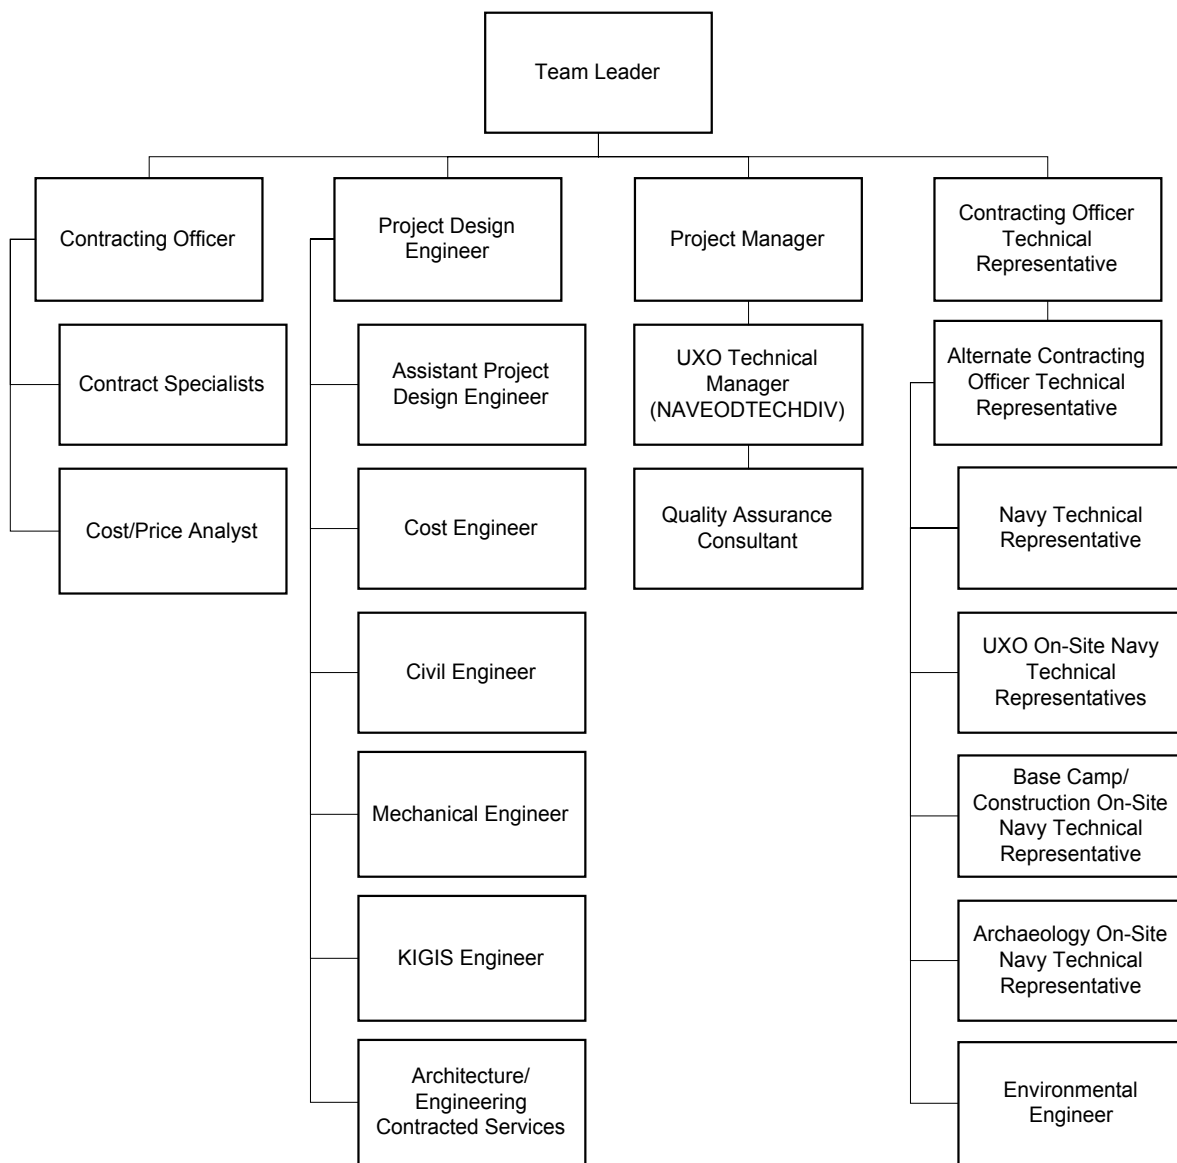 Team Leader
Contracting Officer
Contract Specialists
Cost/Price Analyst
Project Design
Engineer
Assistant Project
Design Engineer
Cost Engineer
Civil Engineer
Mechanical Engineer
KIGIS Engineer
Architecture/
Engineering
Contracted Services
Project Manager
UXO Technical
Manager
(NAVEODTECHDIV)
Quality Assurance
Consultant
Contracting Officer
Technical
Representative
Alternate Contracting
Officer Technical
Representative
Navy Technical
Representative
UXO On-Site Navy
Technical
Representatives
Base Camp/
Construction On-Site
Navy Technical
Representative
Archaeology On-Site
Navy Technical
Representative
Environmental
Engineer